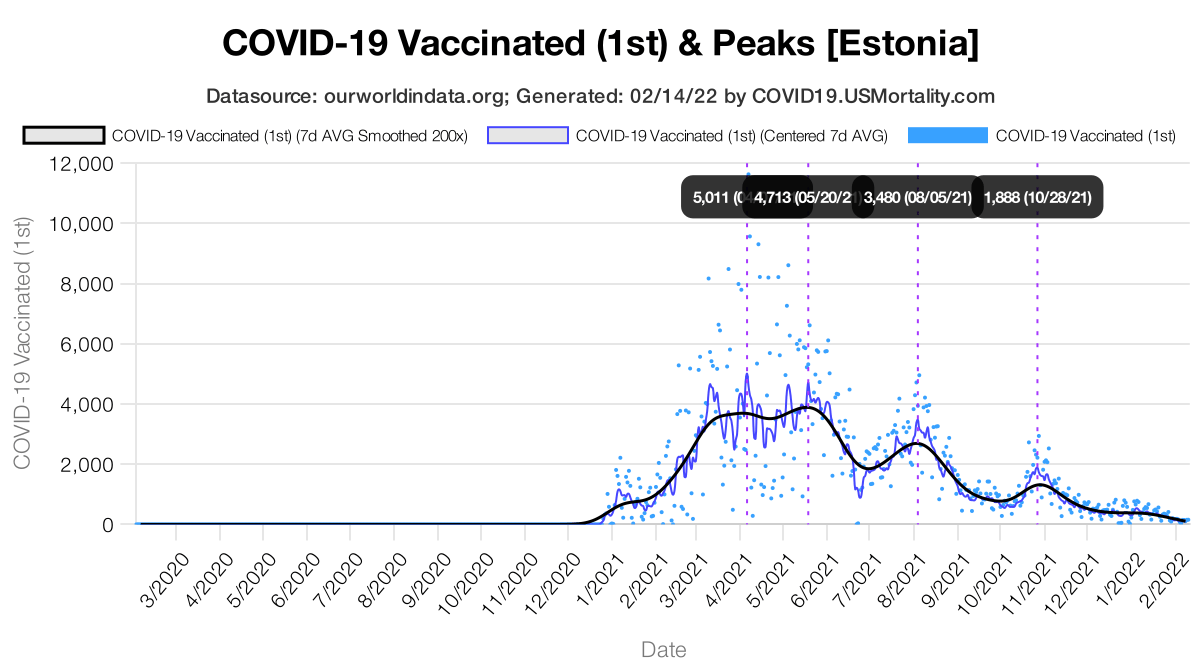 COVID-19 Vaccinated (1st) & Peaks [Estonia]
Datasource: ourworldindata.org; Generated: 02/14/22 by COVID19.USMortality.com
COVID-19 Vaccinated (1st) (7d AVG Smoothed 200x) COVID-19 Vaccinated (1st) (Centered 7d AVG) COVID-19 Vaccinated (1st)
12,000
5,011 (04 4,713 (05/20/21) 3,480 (08/05/21) 1,888 (10/28/21)
10,000
8,000
6,000
4,000
2,000
0
COVID-19 Vaccinated (1st)
3/2020 4/2020 5/2020 6/2020 7/2020 8/2020 9/2020 10/2020 11/2020 12/2020 1/2021 2/2021 3/2021 4/2021 5/2021 6/2021 7/2021 8/2021 9/2021 10/2021 11/2021 12/2021 1/2022 2/2022
Date